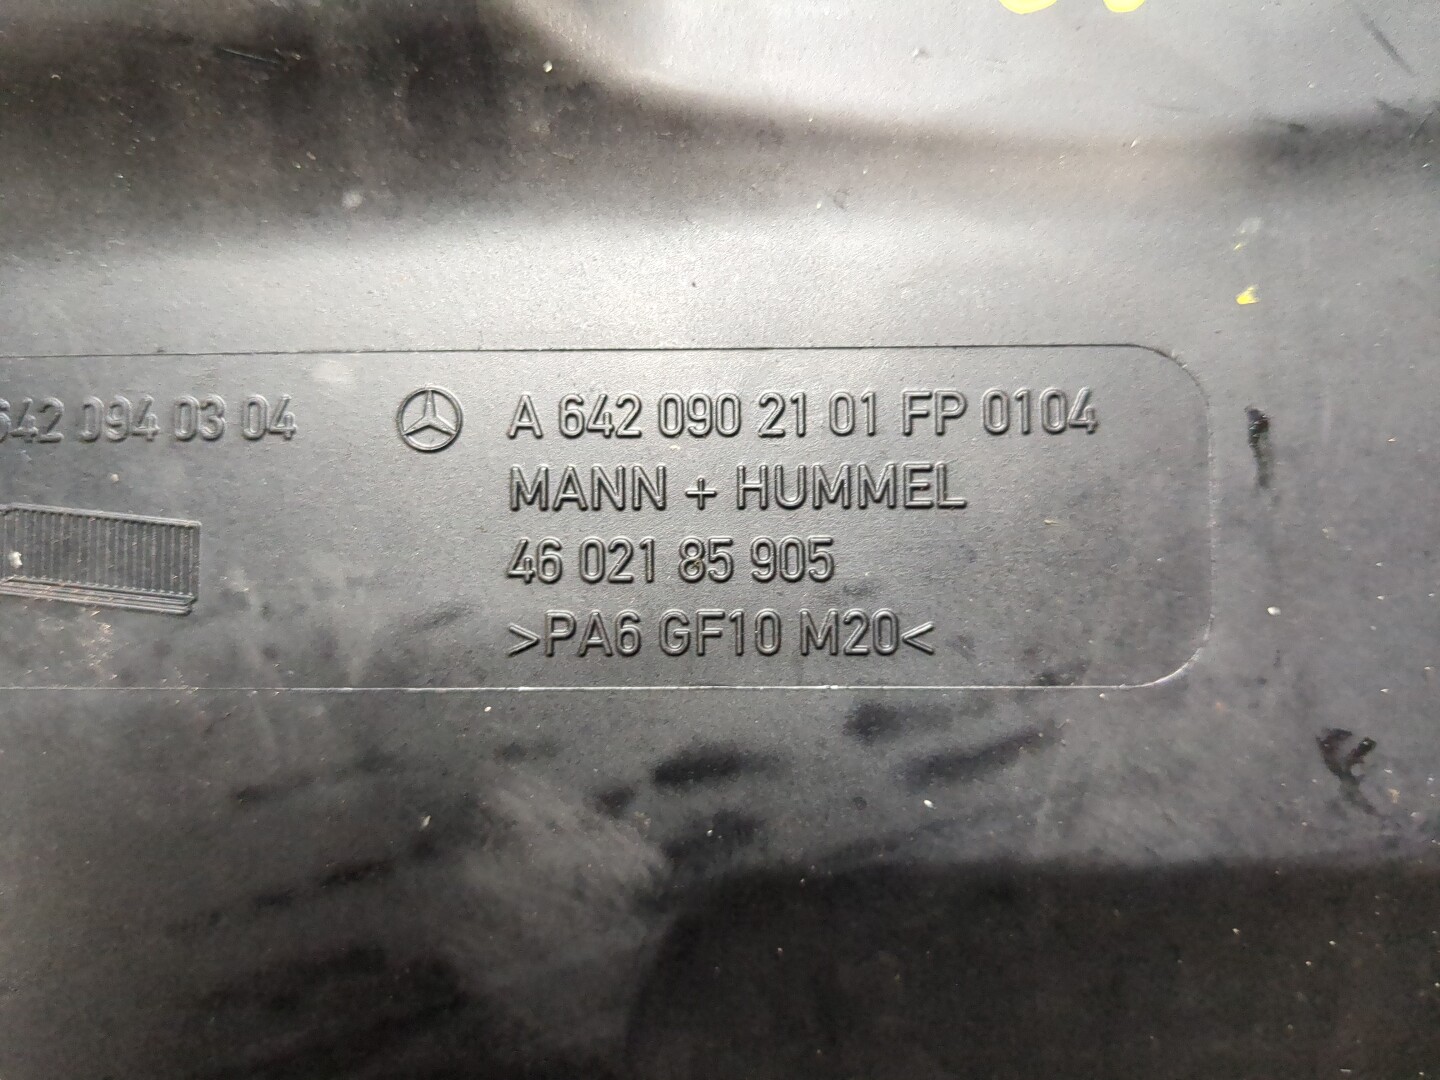 642 094 03 04
A 642 090 21 01 FP 0104
MANN + HUMMEL
46 021 85 905
>PA6 GF10 M20<